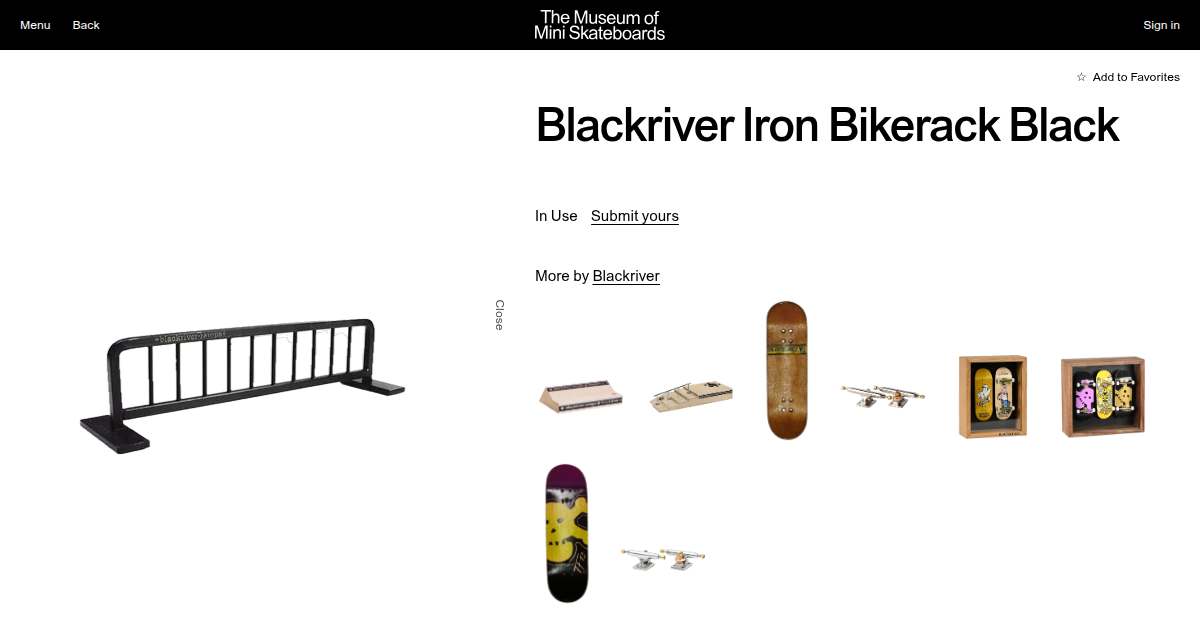 Menu
Back
The Museum of
Mini Skateboards
Sign in
☆ Add to Favorites
Blackriver Iron Bikerack Black
In Use Submit yours
More by Blackriver
Close